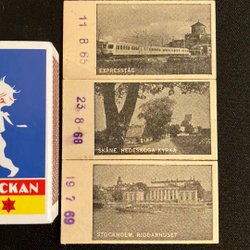 11 8 65
EXPRESSTÅG
23. 8 68
SKÅNE. HEDESKOGA KYRKA
19 7 69
STOCKHOLM. RIDDARHUSET
CKAN